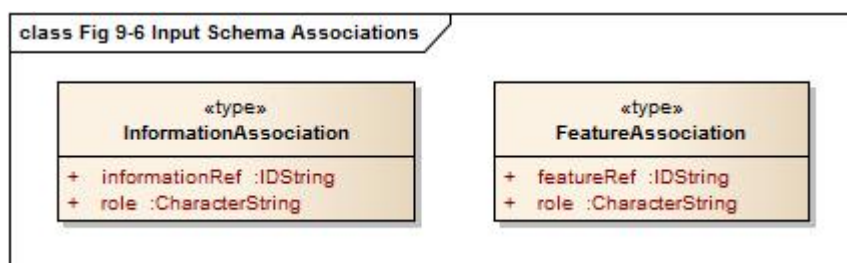 class Fig 9-6 Input Schema Associations
«type»
InformationAssociation
+ informationRef :IDString
+ role :CharacterString
«type»
FeatureAssociation
+ featureRef :IDString
+ role :CharacterString